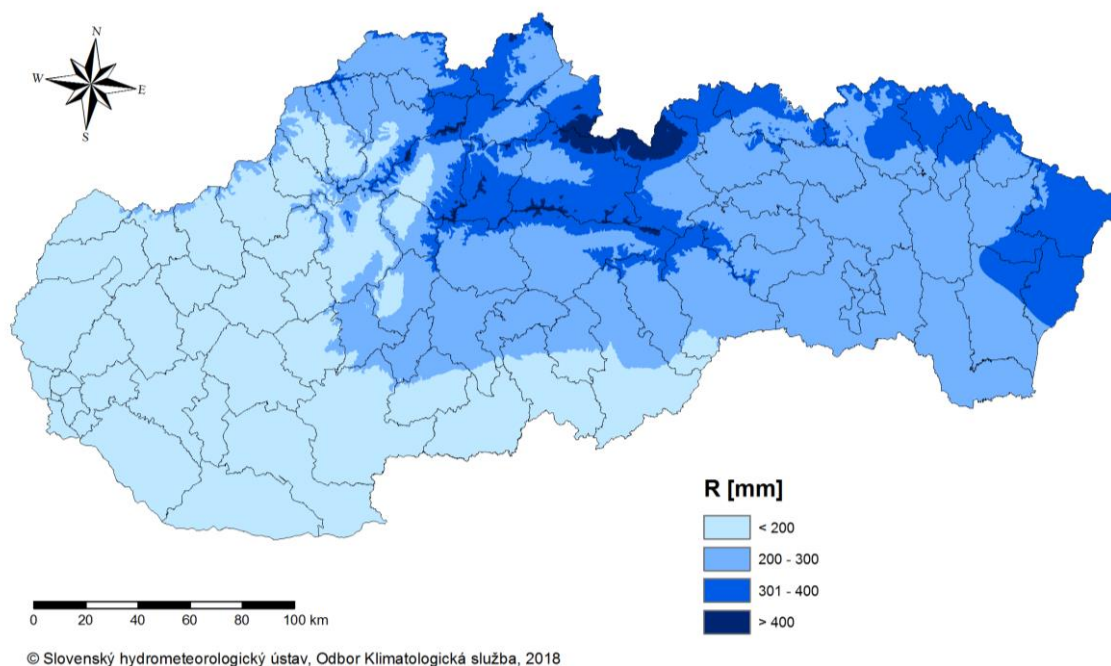 N
W E
S
R [mm]
< 200
200 - 300
301 - 400
> 400
0 20 40 60 80 100 km
© Slovenský hydrometeorologický ústav, Odbor Klimatologická služba, 2018